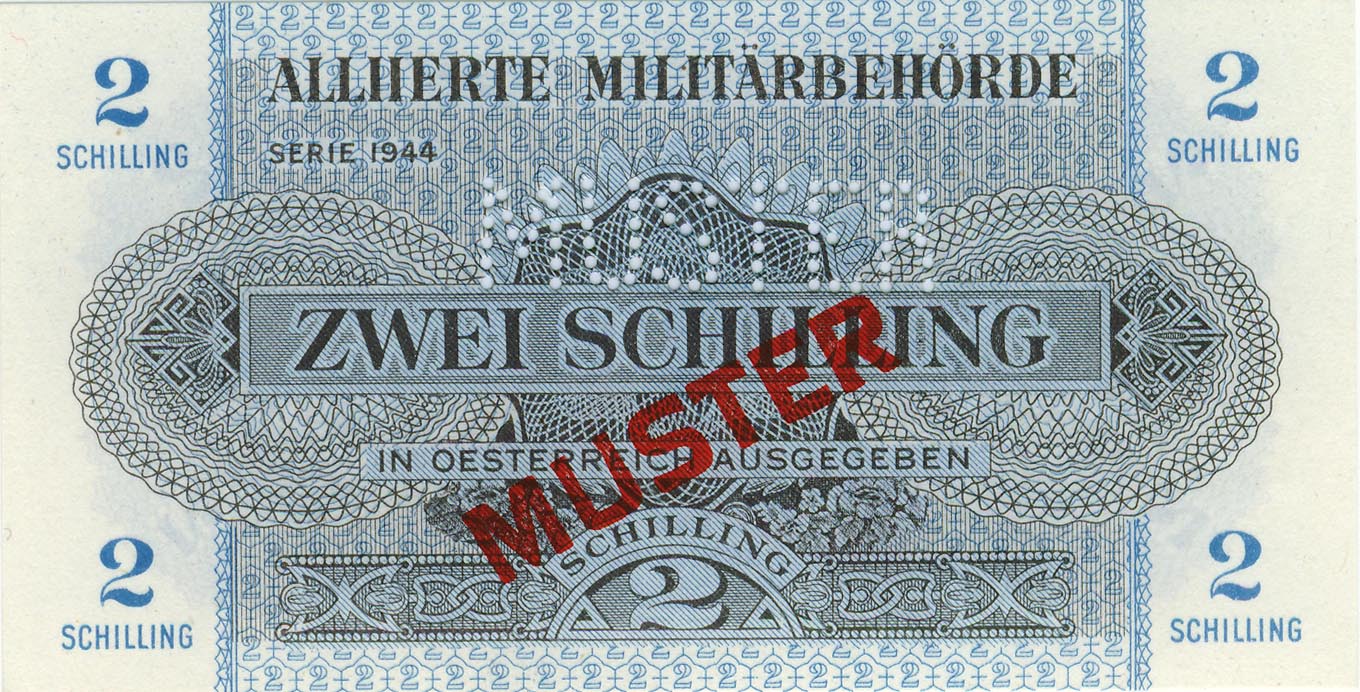 2
SCHILLING
2
SCHILLING
ALLIIERTE MILITÄRBEHÖRDE
SERIE 1944
MUSTER
ZWEI SCHILLING
MUSTER
IN OESTERREICH AUSGEGEBEN
SCHILLING
2
2
SCHILLING
2
SCHILLING